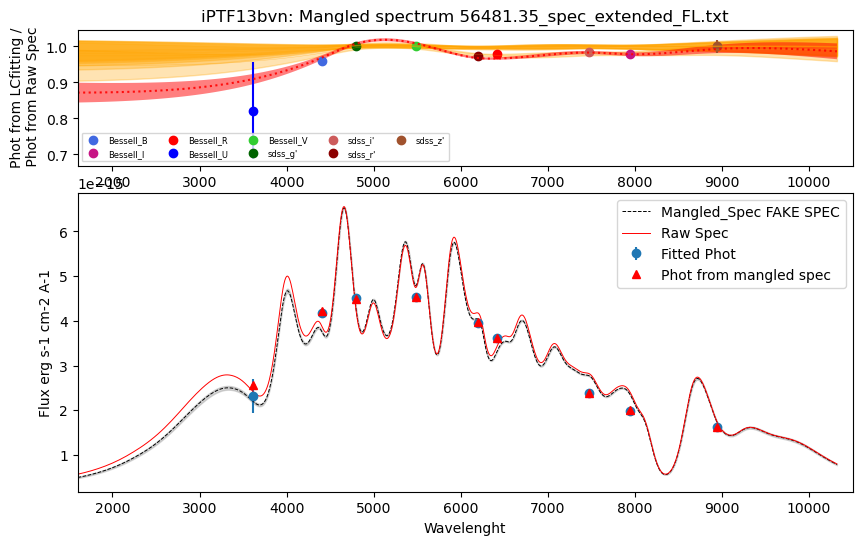 iPTF13bvn: Mangled spectrum 56481.35_spec_extended_FL.txt
Phot from LCfitting /
Phot from Raw Spec
1.0
0.9
0.8
0.7
Bessell_B
Bessell_R
Bessell_V
sdss_i'
sdss_z'
Bessell_I
Bessell_U
sdss_g'
sdss_r'
2000 3000 4000 5000 6000 7000 8000 9000 10000
1e−15
Flux erg s-1 cm-2 A-1
6
5
4
3
2
1
Mangled_Spec FAKE SPEC
Raw Spec
Fitted Phot
Phot from mangled spec
2000 3000 4000 5000 6000 7000 8000 9000 10000
Wavelenght